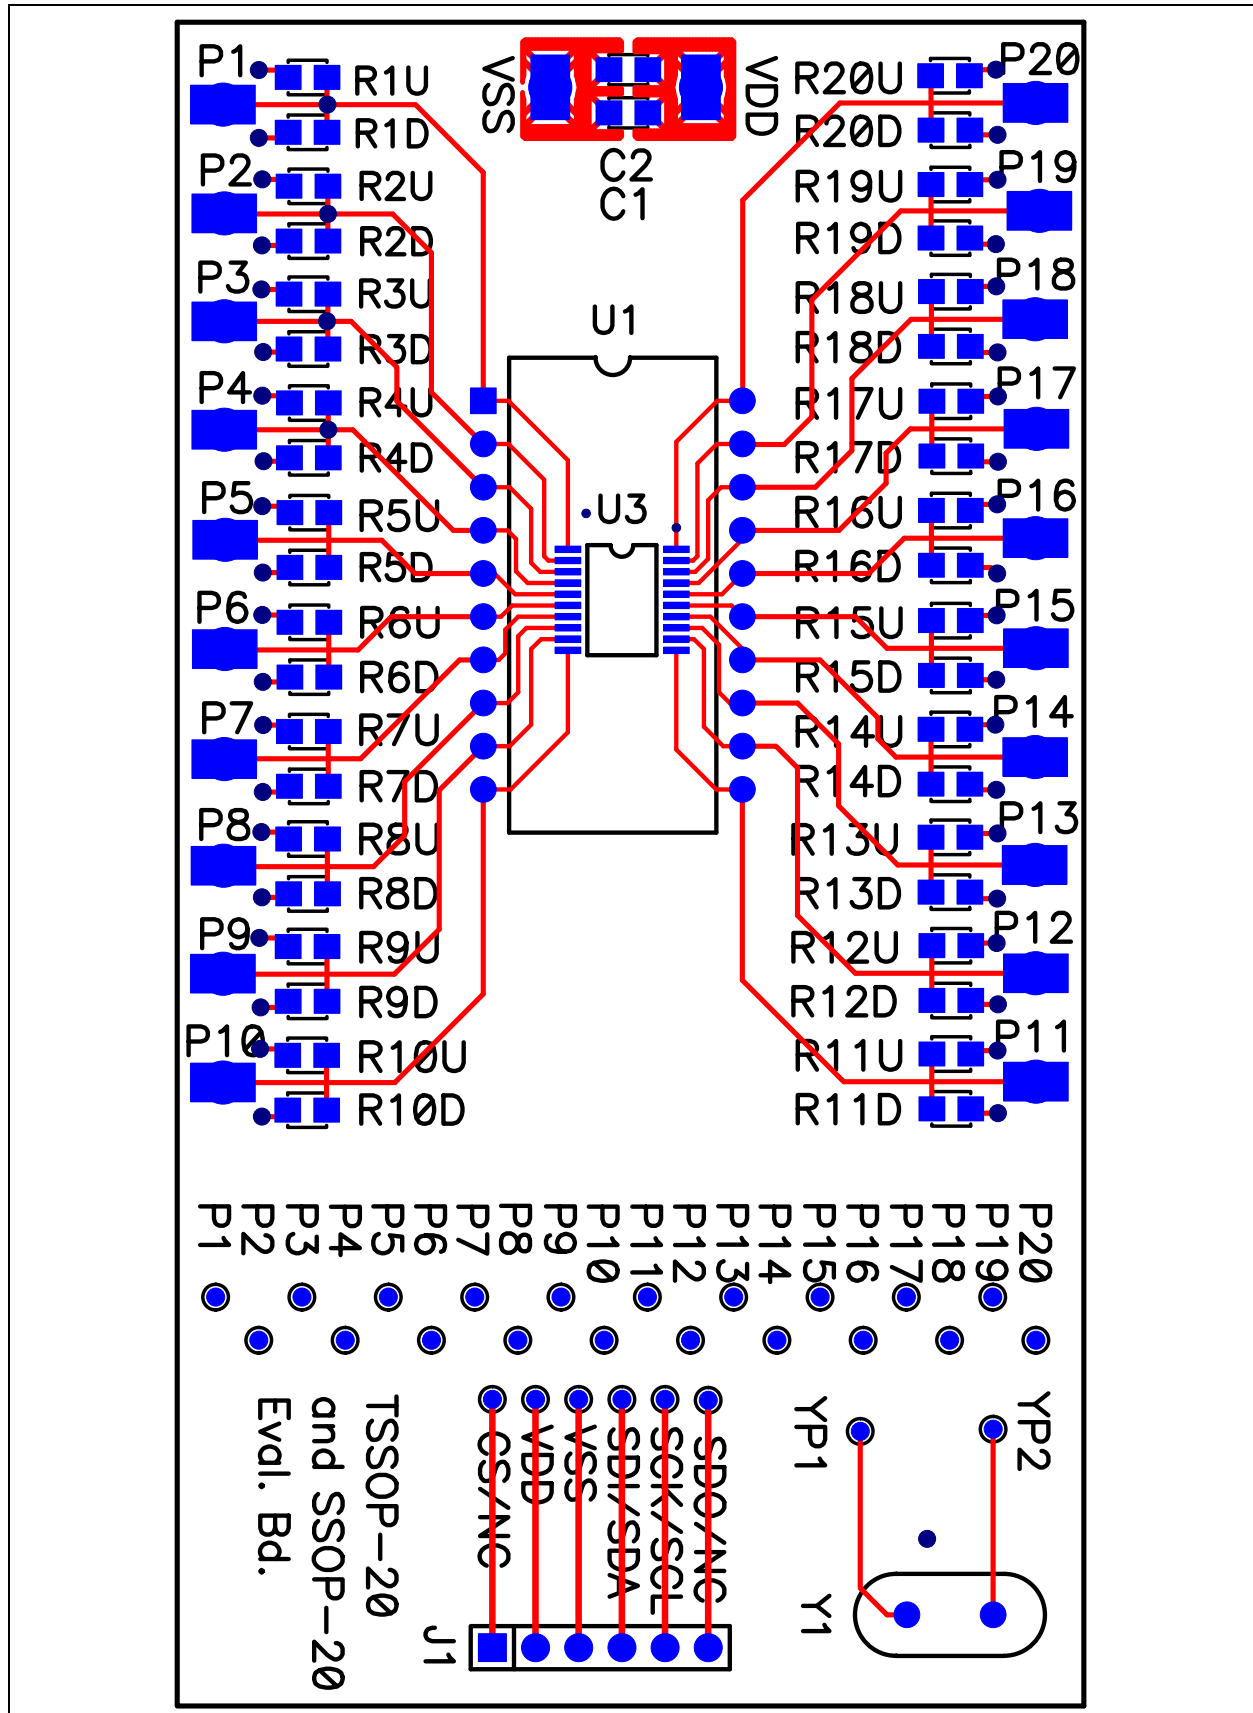 P1
R1U
R1D
P2
R2U
R2D
P3
R3U
R3D
P4
R4U
R4D
P5
R5U
R5D
P6
R6U
R6D
P7
R7U
R7D
P8
R8U
R8D
P9
R9U
R9D
P10
R10U
R10D
VSS
VDD
C2
C1
U1
U3
R20U
P20
R20D
R19U
P19
R19D
R18U
P18
R18D
R17U
P17
R17D
R16U
P16
R16D
R15U
P15
R15D
R14U
P14
R14D
R13U
P13
R13D
R12U
P12
R12D
R11U
P11
R11D
P1
P2
P3
P4
P5
P6
P7
P8
P9
P10
P11
P12
P13
P14
P15
P16
P17
P18
P19
P20
TSSOP-20
and SSOP-20
Eval. Bd.
CS/NC
VDD
VSS
SDI/SDA
SCK/SCL
SDO/NC
J1
YP1
YP2
Y1